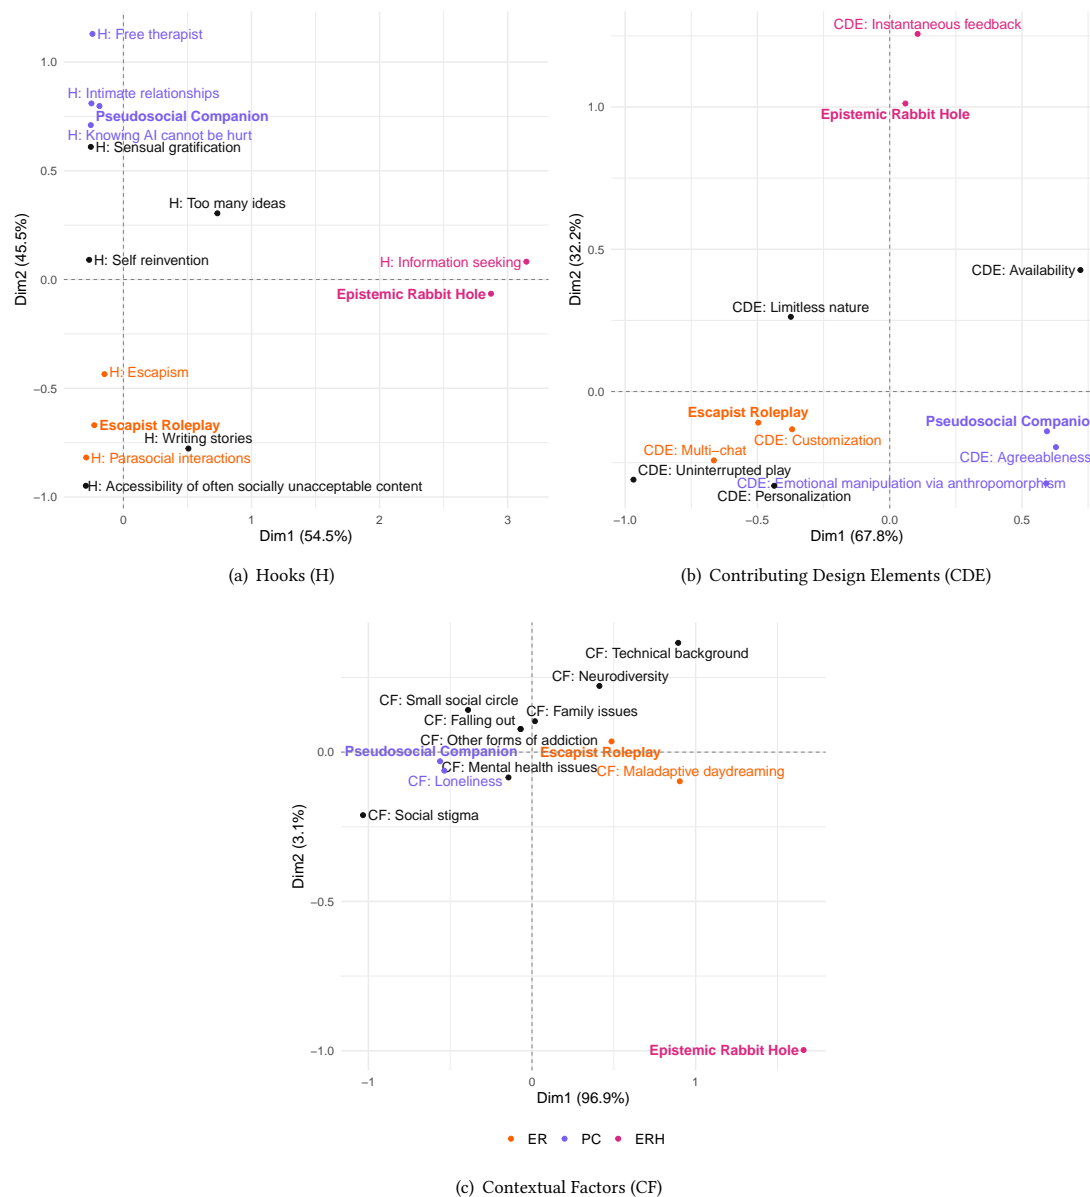 H: Free therapist
1.0
H: Intimate relationships
Pseudosocial Companion
H: Knowing AI cannot be hurt
H: Sensual gratification
0.5
H: Too many ideas
H: Self reinvention
H: Information seeking
0.0
Epistemic Rabbit Hole
H: Escapism
−0.5
Escapist Roleplay
H: Writing stories
H: Parasocial interactions
H: Accessibility of often socially unacceptable content
−1.0
0 1 2 3
Dim1 (54.5%)
Dim2 (45.5%)
(a) Hooks (H)
CDE: Instantaneous feedback
1.0
Epistemic Rabbit Hole
0.5
CDE: Availability
CDE: Limitless nature
0.0
Escapist Roleplay
Pseudosocial Companio
CDE: Customization
CDE: Multi−chat
CDE: Agreeableness
CDE: Uninterrupted play
CDE: Emotional manipulation via anthropomorphism
CDE: Personalization
−1.0 −0.5 0.0 0.5
Dim1 (67.8%)
Dim2 (32.2%)
(b) Contributing Design Elements (CDE)
CF: Technical background
CF: Neurodiversity
CF: Small social circle
CF: Family issues
CF: Falling out
CF: Other forms of addiction
0.0
Pseudosocial Companion
Escapist Roleplay
CF: Mental health issues
CF: Maladaptive daydreaming
CF: Loneliness
CF: Social stigma
−0.5
Epistemic Rabbit Hole
−1.0
−1 0 1
Dim1 (96.9%)
Dim2 (3.1%)
ER PC ERH
(c) Contextual Factors (CF)